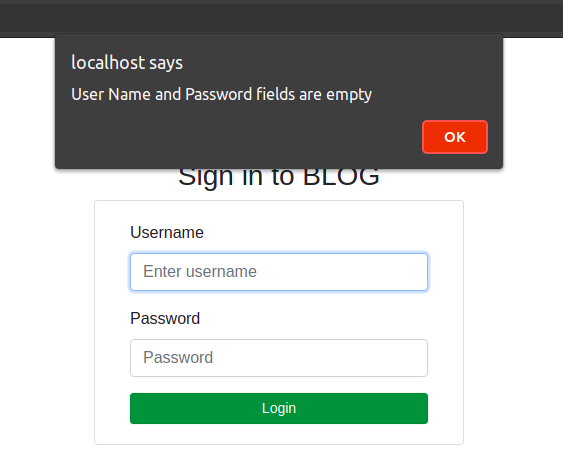 localhost says
User Name and Password fields are empty
OK
Sign in to BLOG
Username
Enter username
Password
Password
Login